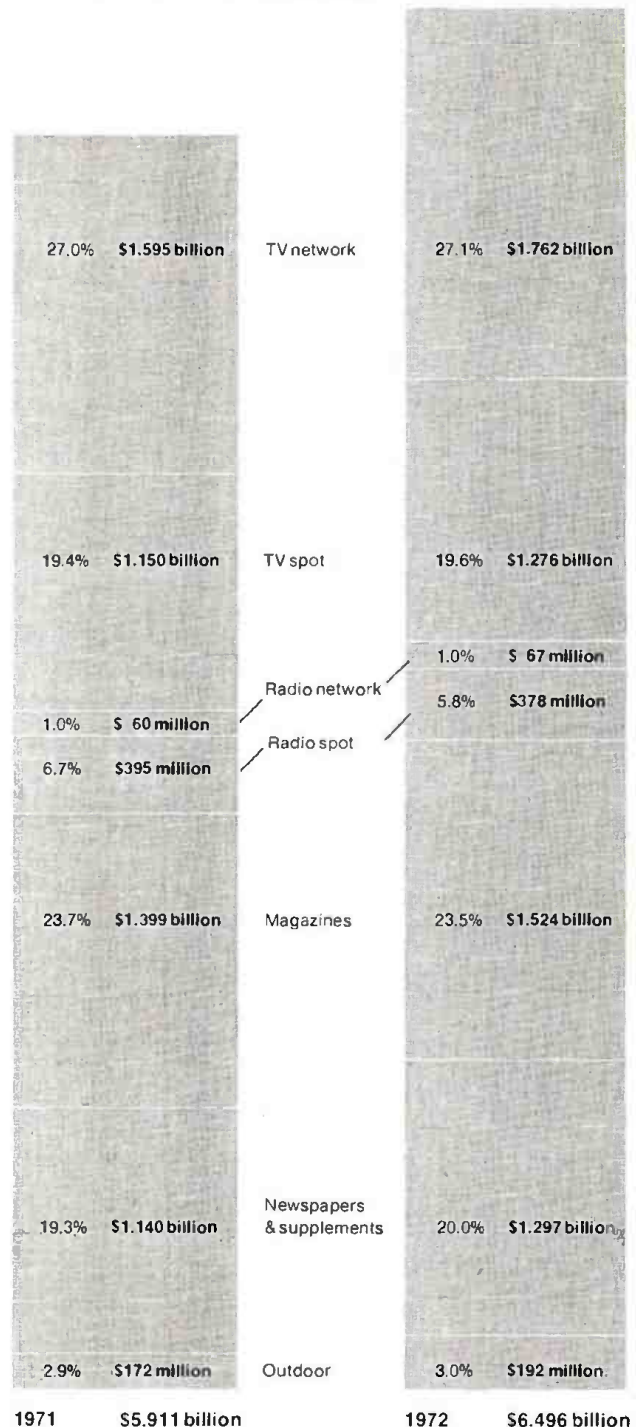 27.0% $1.595 billion TV network 27.1% $1.762 billion
19.4% $1.150 billion TV spot 19.6% $1.276 billion
1.0% $ 67 million
Radio network
5.8% $378 million
1.0% $ 60 million
Radio spot
6.7% $395 million
23.7% $1.399 billion Magazines 23.5% $1.524 billion
Newspapers
19.3% $1.140 billion & supplements 20.0% $1.297 billion
2.9% $172 million Outdoor 3.0% $192 million
1971 $5.911 billion 1972 $6.496 billion